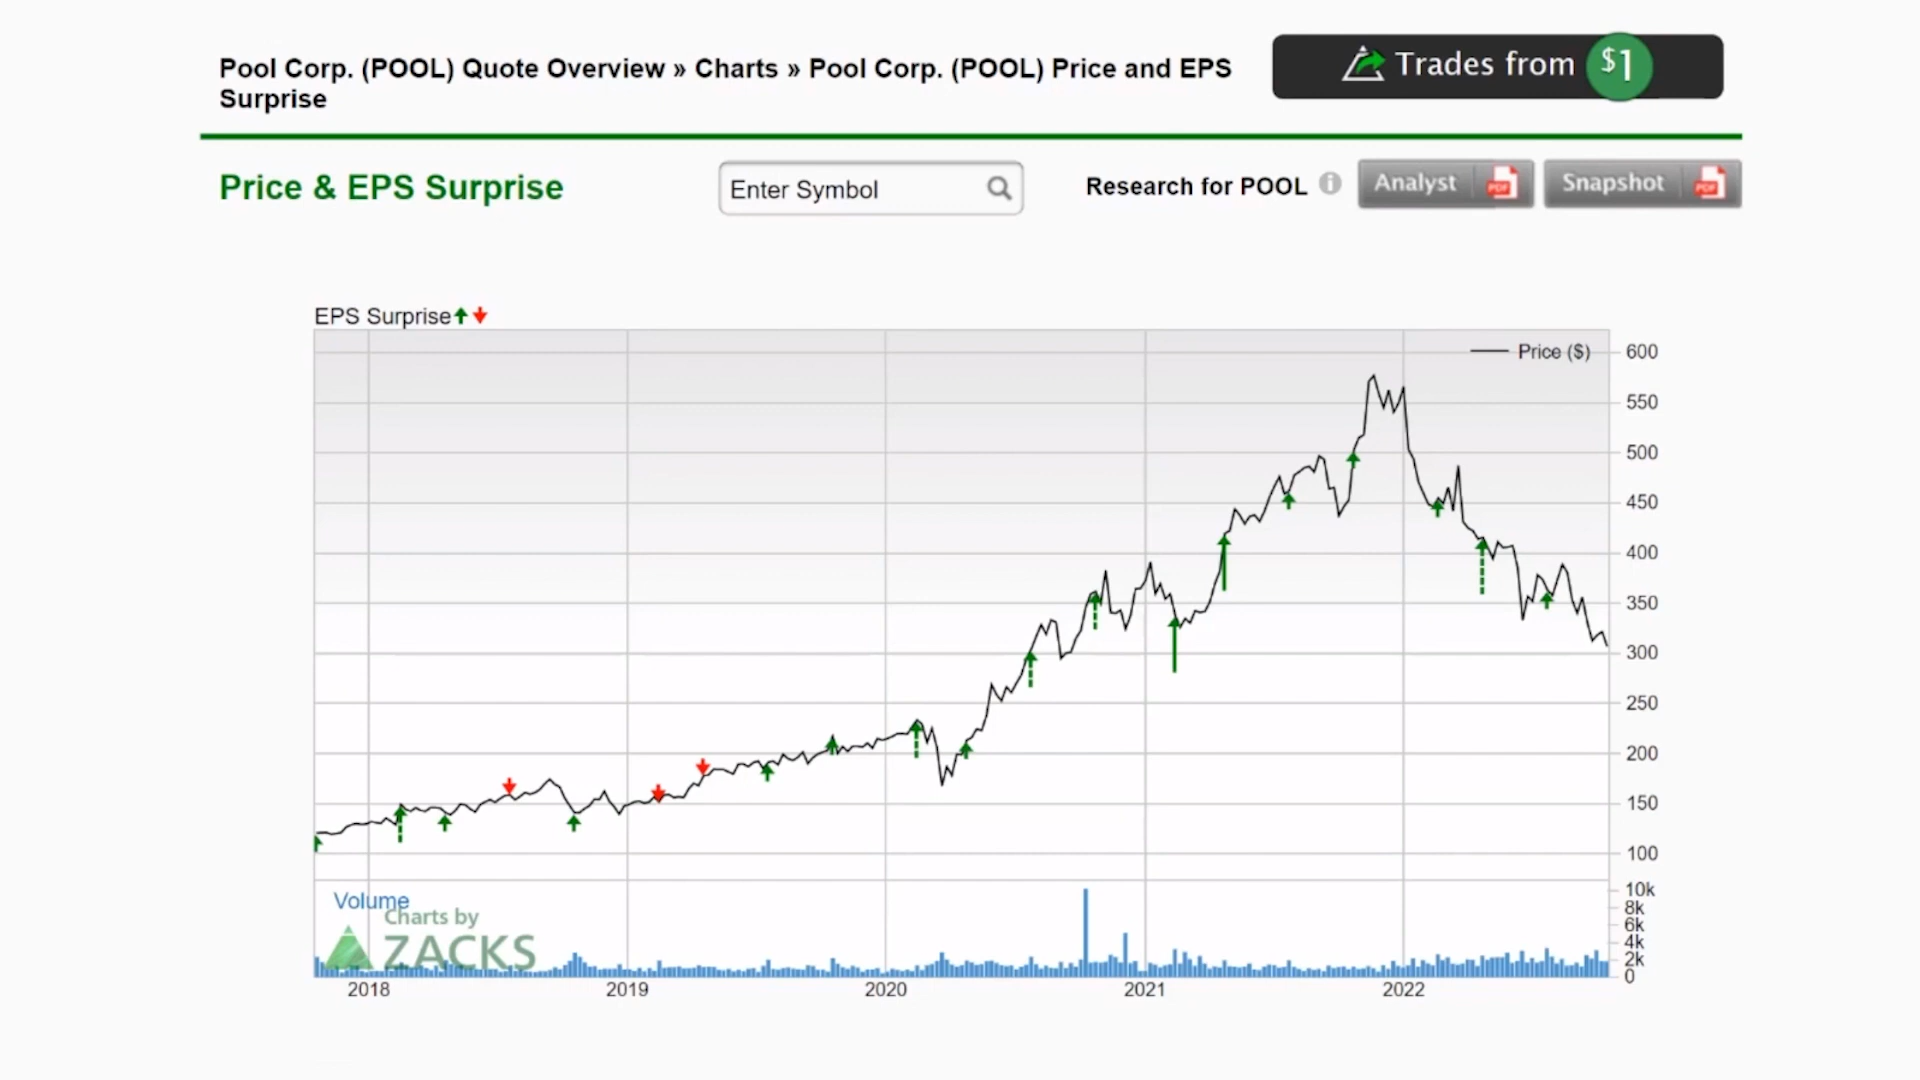 Pool Corp. (POOL) Quote Overview » Charts » Pool Corp. (POOL) Price and EPS
Surprise
Trades from $1
Price & EPS Surprise
Enter Symbol
Research for POOL
Analyst
PDF
Snapshot
PDF
EPS Surprise
Price ($)
600
550
500
450
400
350
300
250
200
150
100
Volume
Charts by
ZACKS
10k
8k
6k
4k
2k
0
2018
2019
2020
2021
2022